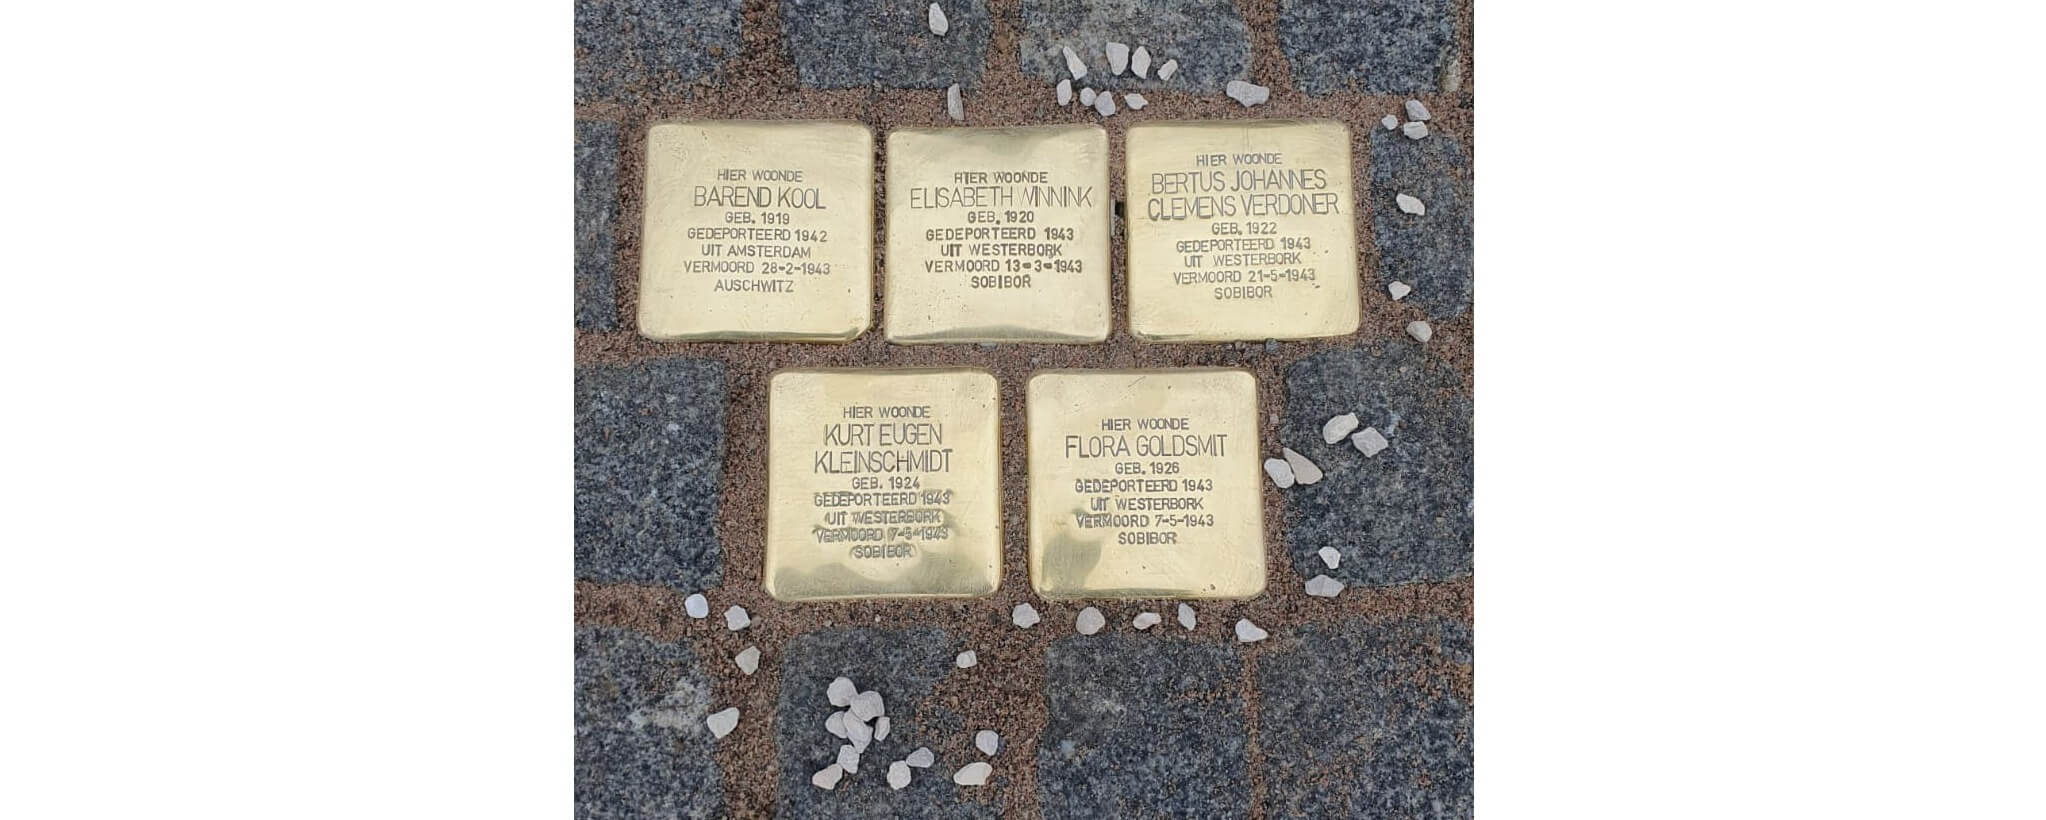 HIER WOONDE
BAREND KOOL
GEB. 1919
GEDEPORTEERD 1942
UIT AMSTERDAM
VERMOORD 28-2-1943
AUSCHWITZ
HIER WOONDE
ELISABETH WINNINK
GEB. 1920
GEDEPORTEERD 1943
UIT WESTERBORK
VERMOORD 13-3-1943
SOBIBOR
HIER WOONDE
BERTUS JOHANNES
CLEMENS VERDONER
GEB. 1922
GEDEPORTEERD 1943
UIT WESTERBORK
VERMOORD 21-5-1943
SOBIBOR
HIER WOONDE
KURT EUGEN
KLEINSCHMIDT
GEB. 1924
GEDEPORTEERD 1943
UIT WESTERBORK
VERMOORD 7-5-1943
SOBIBOR
HIER WOONDE
FLORA GOLDSMIT
GEB. 1926
GEDEPORTEERD 1943
UIT WESTERBORK
VERMOORD 7-5-1943
SOBIBOR